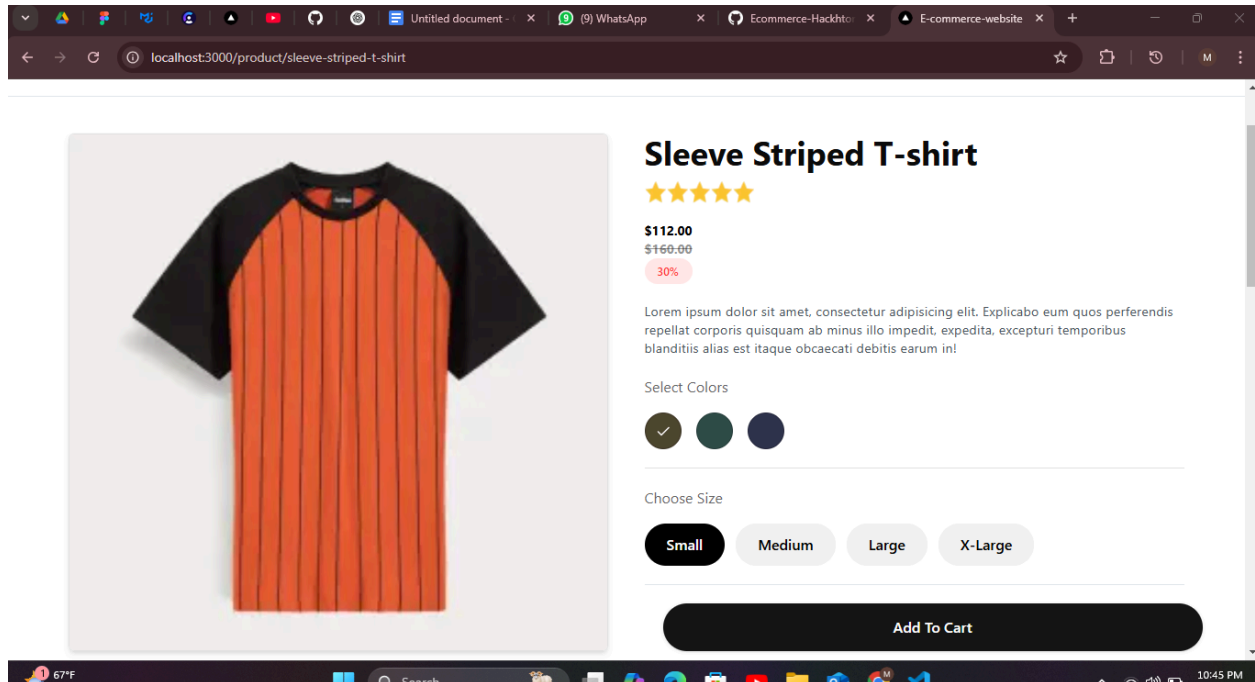 Untitled document -
(9) WhatsApp
Ecommerce-Hackhto
E-commerce-website
localhost:3000/product/sleeve-striped-t-shirt
M
Sleeve Striped T-shirt
$112.00
$160.00
30%
Lorem ipsum dolor sit amet, consectetur adipisicing elit. Explicabo eum quos perferendis
repellat corporis quisquam ab minus illo impedit, expedita, excepturi temporibus
blanditiis alias est itaque obcaecati debitis earum in!
Select Colors
Choose Size
Small Medium Large X-Large
Add To Cart
1 67°F
Search
10:45 PM